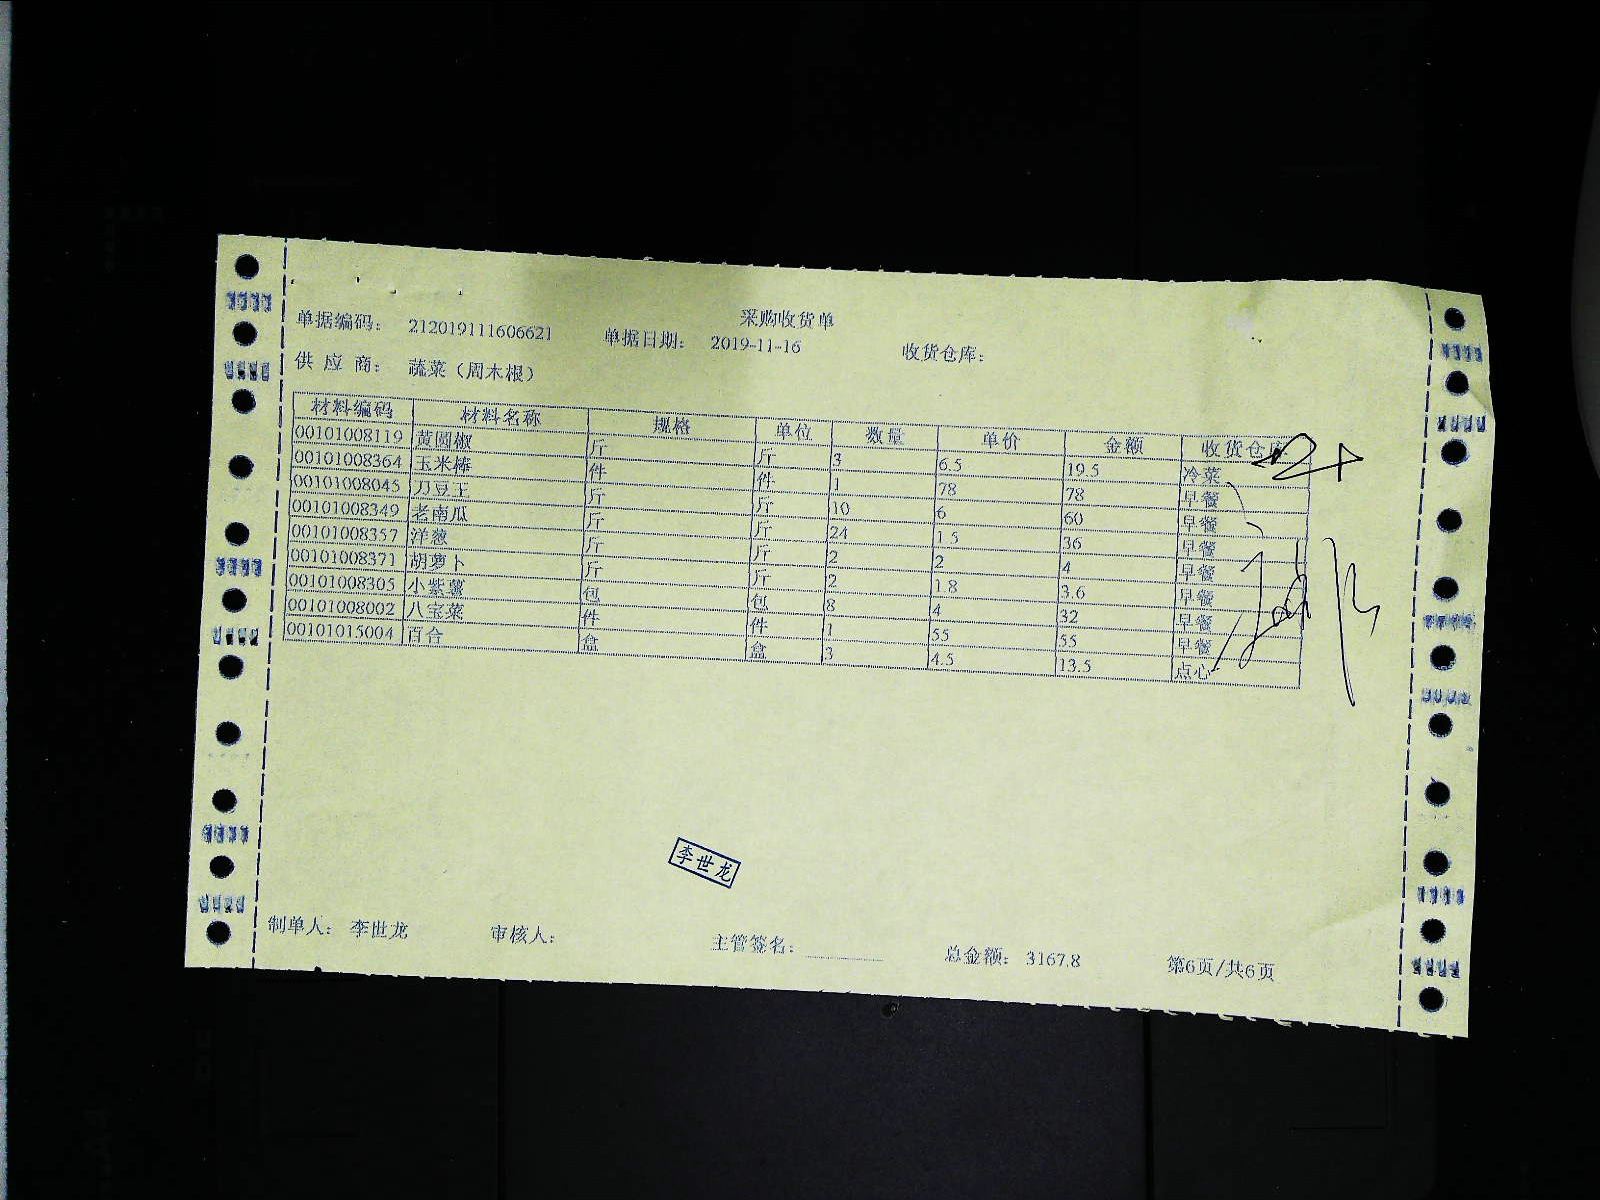 采购收货单
单据编码： 212019111606621 单据日期： 2019-11-16 收货仓库：
供 应 商： 蔬菜（周木根）
材料编码 材料名称 规格 单位 数量 单价 金额 收货仓库
00101008119 黄圆椒 斤 斤 3 6.5 19.5 冷菜
00101008364 玉米棒 件 件 1 78 78 早餐
00101008045 刀豆王 斤 斤 10 6 60 早餐
00101008349 老南瓜 斤 斤 24 1.5 36 早餐
00101008357 洋葱 斤 斤 2 2 4 早餐
00101008371 胡萝卜 斤 斤 2 1.8 3.6 早餐
00101008305 小紫薯 包 包 8 4 32 早餐
00101008002 八宝菜 件 件 1 55 55 早餐
00101015004 百合 盒 盒 3 4.5 13.5 点心
李世龙
制单人： 李世龙 审核人： 主管签名： 总金额： 3167.8 第6页/共6页